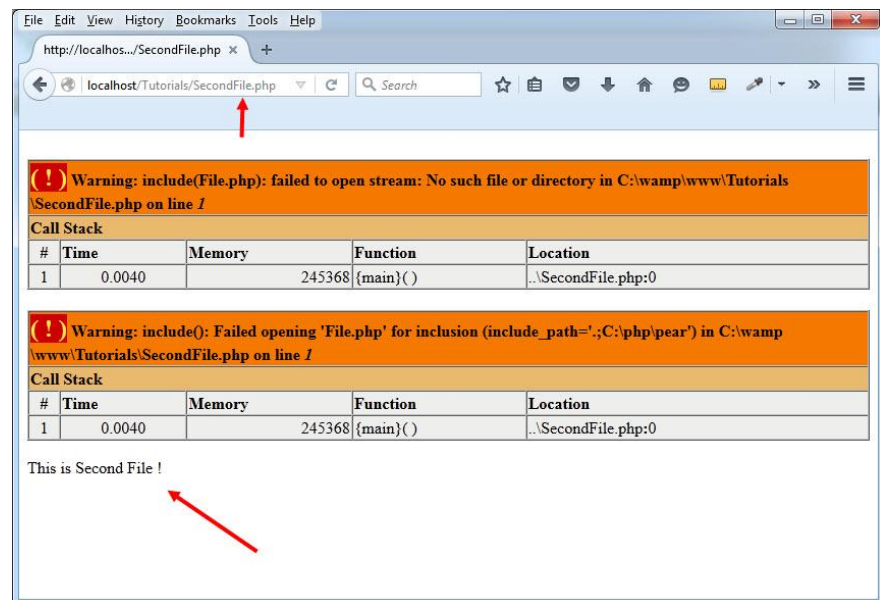 File Edit View History Bookmarks Tools Help
http://localhos.../SecondFile.php × +
localhost/Tutorials/SecondFile.php Search
( ! ) Warning: include(File.php): failed to open stream: No such file or directory in C:\wamp\www\Tutorials
\SecondFile.php on line 1
Call Stack
# Time Memory Function Location
1 0.0040 245368 {main}( ) ..\SecondFile.php:0
( ! ) Warning: include(): Failed opening 'File.php' for inclusion (include_path='.;C:\php\pear') in C:\wamp
\www\Tutorials\SecondFile.php on line 1
Call Stack
# Time Memory Function Location
1 0.0040 245368 {main}( ) ..\SecondFile.php:0
This is Second File !